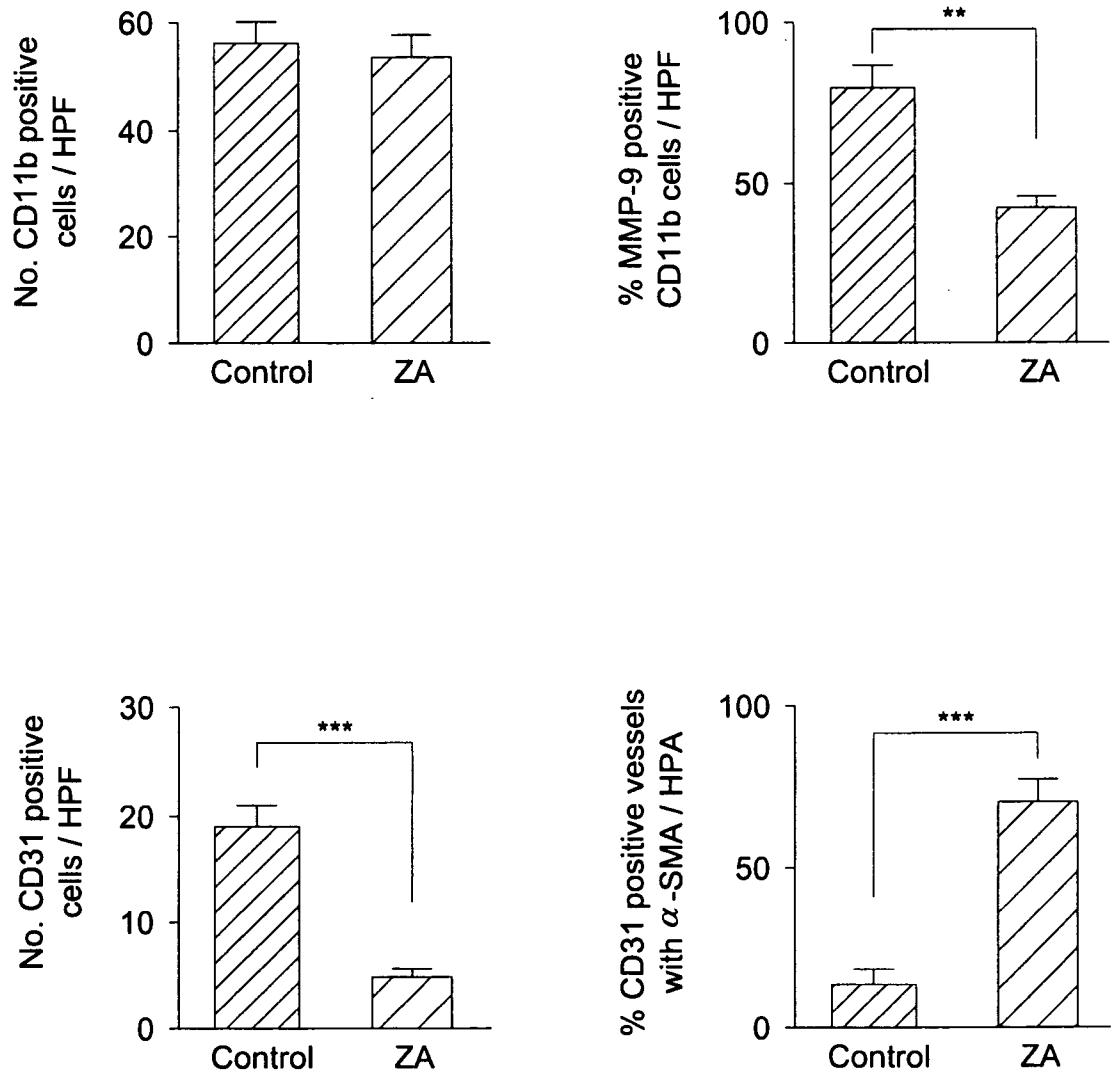 No. CD11b positive
cells / HPF
60
40
20
0
Control
ZA
% MMP-9 positive
CD11b cells / HPF
100
50
0
**
Control
ZA
No. CD31 positive
cells / HPF
30
20
10
0
***
Control
ZA
% CD31 positive vessels
with α-SMA / HPA
100
50
0
***
Control
ZA